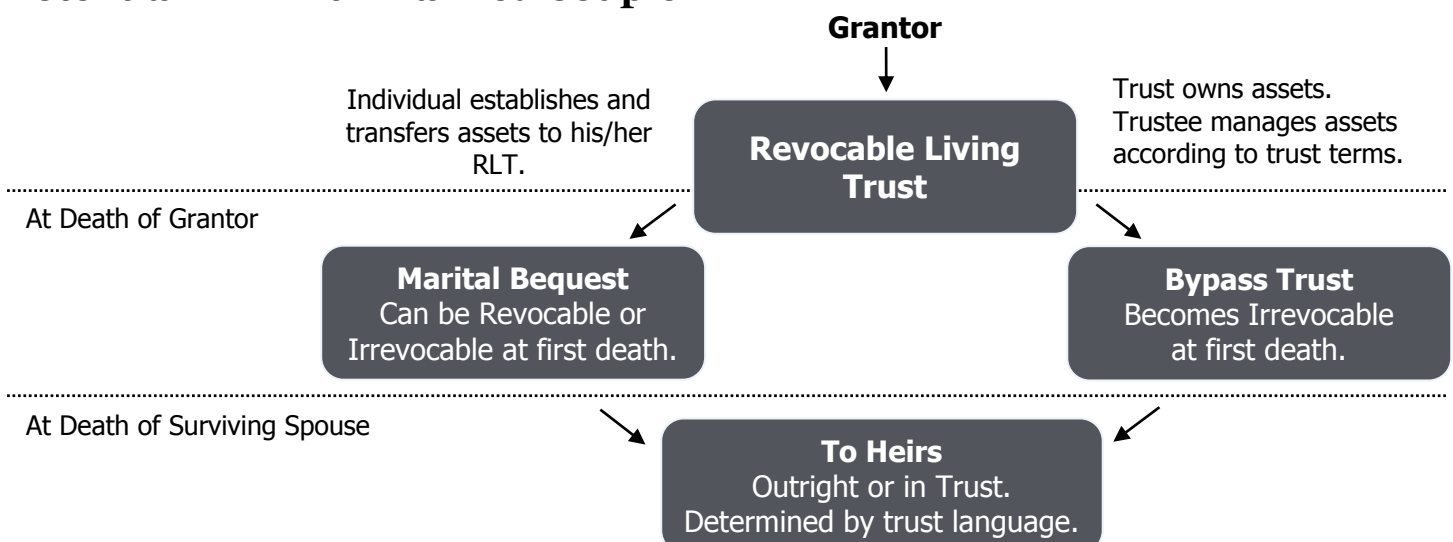 Grantor
Individual establishes and
transfers assets to his/her
RLT.
Revocable Living
Trust
Trust owns assets.
Trustee manages assets
according to trust terms.
At Death of Grantor
Marital Bequest
Can be Revocable or
Irrevocable at first death.
Bypass Trust
Becomes Irrevocable
at first death.
At Death of Surviving Spouse
To Heirs
Outright or in Trust.
Determined by trust language.